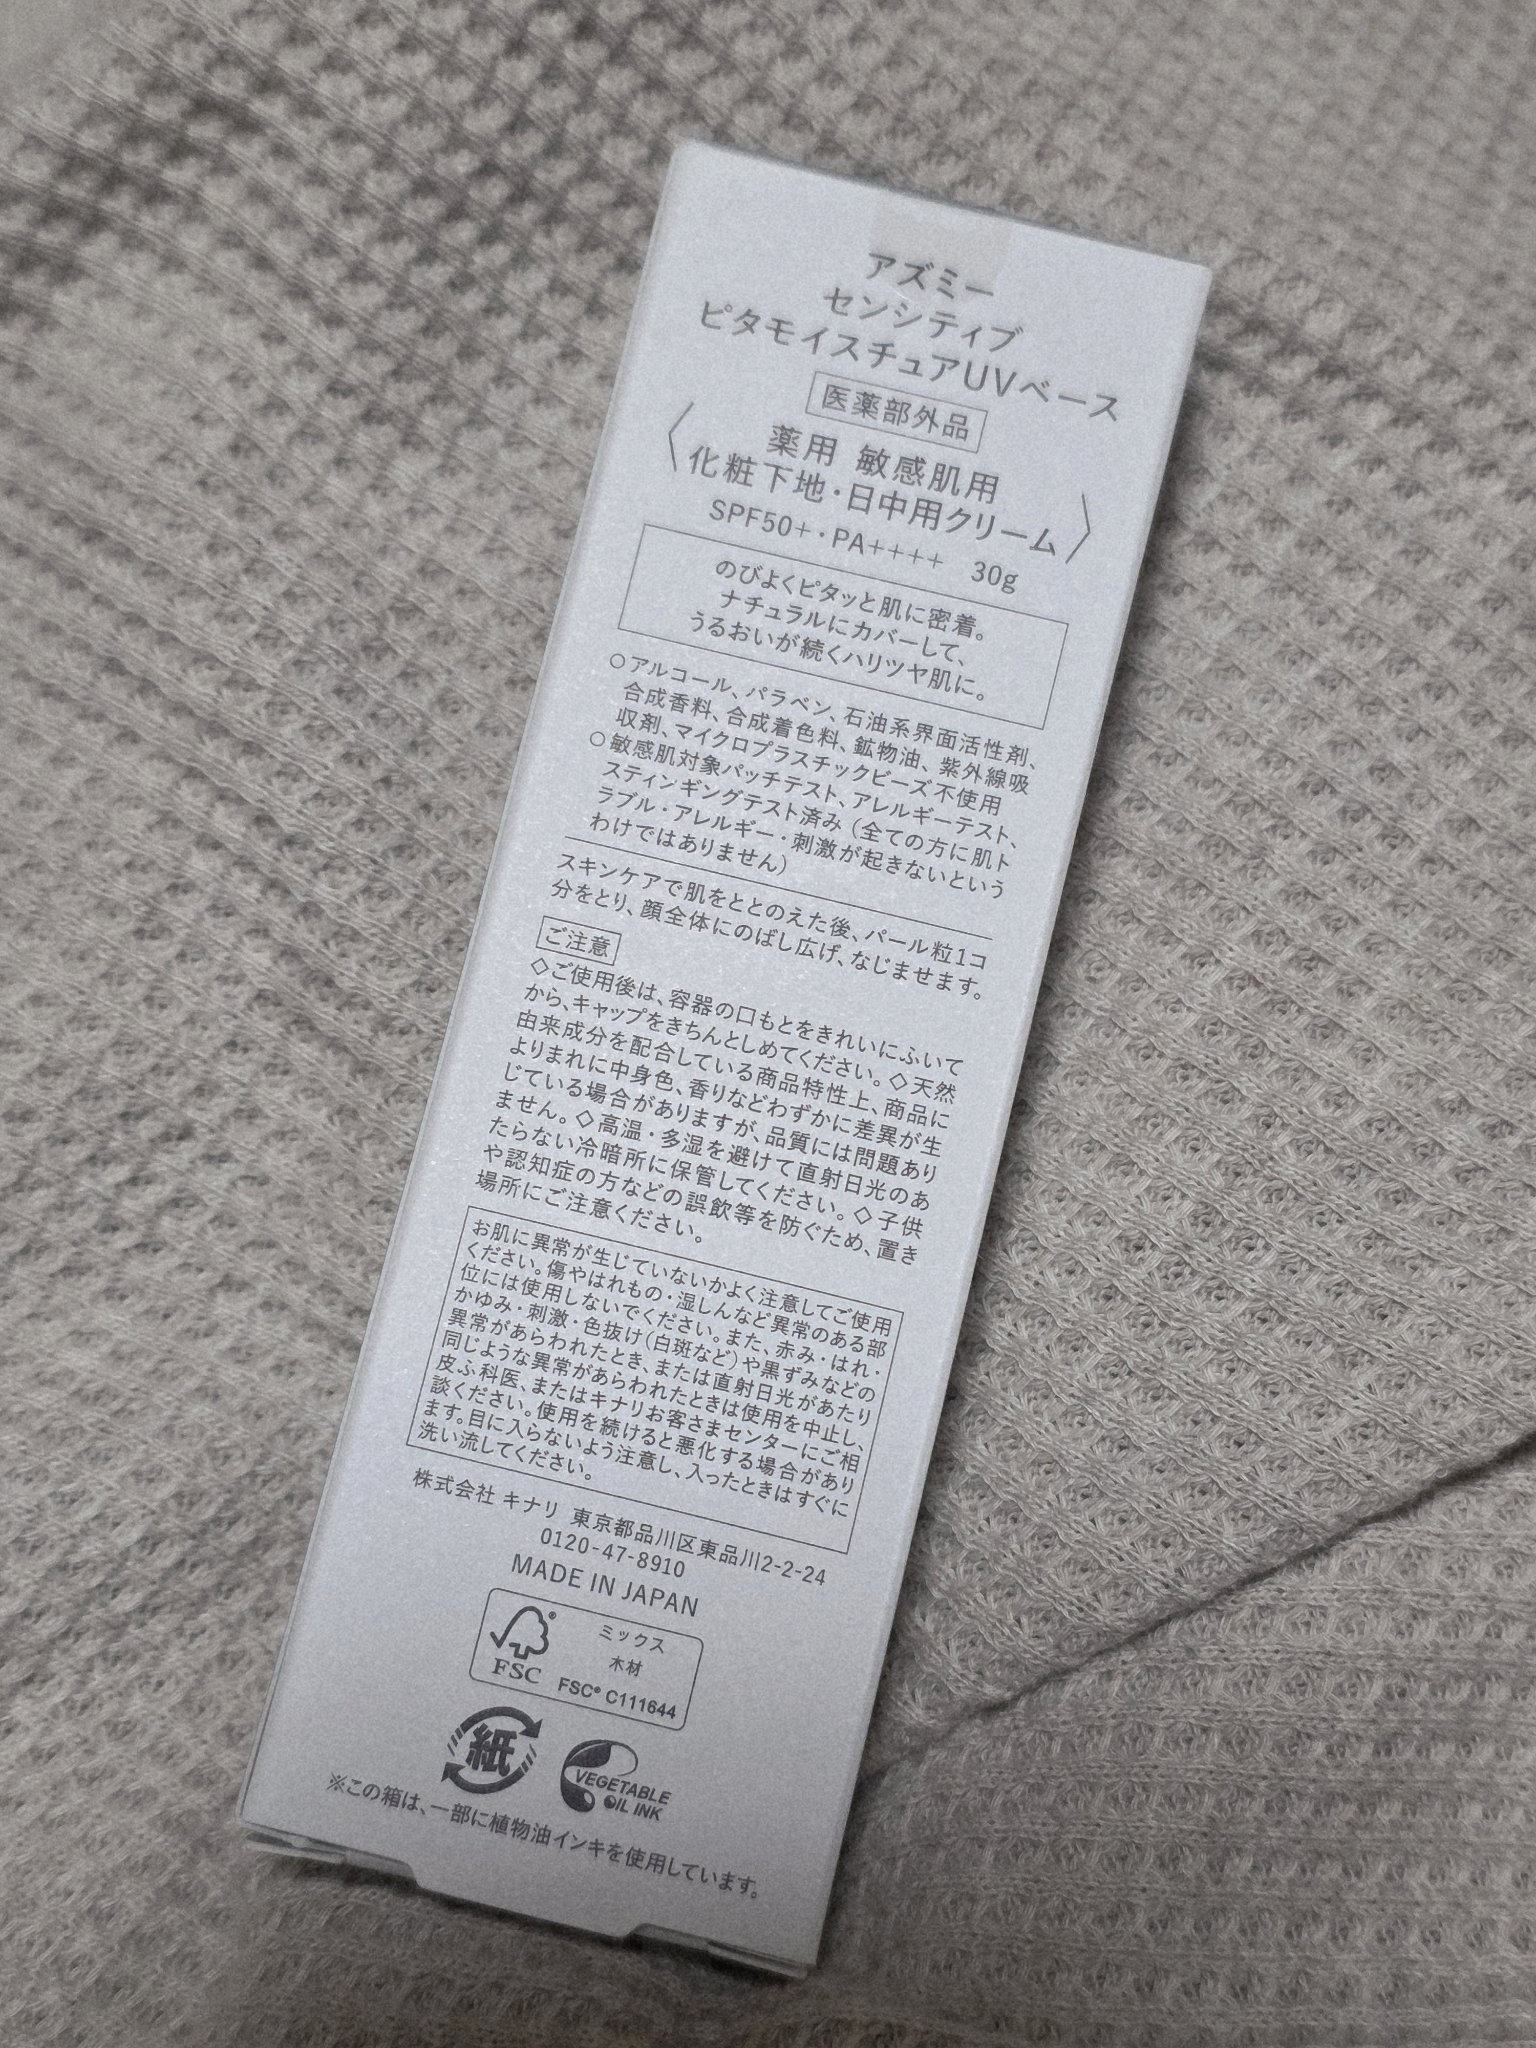 アズミー
センシティブ
ピタモイスチュアUVベース
医薬部外品
薬用 敏感肌用
化粧下地・日中用クリーム
SPF50+・PA++++ 30g
のびよくピタッと肌に密着。
ナチュラルにカバーして、
うるおいが続くハリツヤ肌に。
○アルコール、パラベン、石油系界面活性剤、
合成香料、合成着色料、鉱物油、紫外線吸
収剤、マイクロプラスチックビーズ不使用
○敏感肌対象パッチテスト、アレルギーテスト、
スティンギングテスト済み（全ての方に肌ト
ラブル・アレルギー・刺激が起きないという
わけではありません）
スキンケアで肌をととのえた後、パール粒1コ
分をとり、顔全体にのばし広げ、なじませます。
ご注意
◇ご使用後は、容器の口もとをきれいにふいて
から、キャップをきちんとしめてください。◇天然
由来成分を配合している商品特性上、商品に
よりまれに中身色、香りなどわずかに差異が生
じている場合がありますが、品質には問題あり
ません。◇高温・多湿を避けて直射日光のあ
たらない冷暗所に保管してください。◇子供
や認知症の方などの誤飲等を防ぐため、置き
場所にご注意ください。
お肌に異常が生じていないかよく注意してご使用
ください。傷やはれもの・湿しんなど異常のある部
位には使用しないでください。また、赤み・はれ・
かゆみ・刺激・色抜け（白斑など）や黒ずみなどの
異常があらわれたとき、または直射日光があたり
同じような異常があらわれたときは使用を中止し、
皮ふ科医、またはキナリお客さまセンターにご相
談ください。使用を続けると悪化する場合があり
ます。目に入らないよう注意し、入ったときはすぐに
洗い流してください。
株式会社 キナリ 東京都品川区東品川2-2-24
0120-47-8910
MADE IN JAPAN
ミックス
木材
FSC® C111644
FSC
紙
VEGETABLE
OIL INK
※この箱は、一部に植物油インキを使用しています。